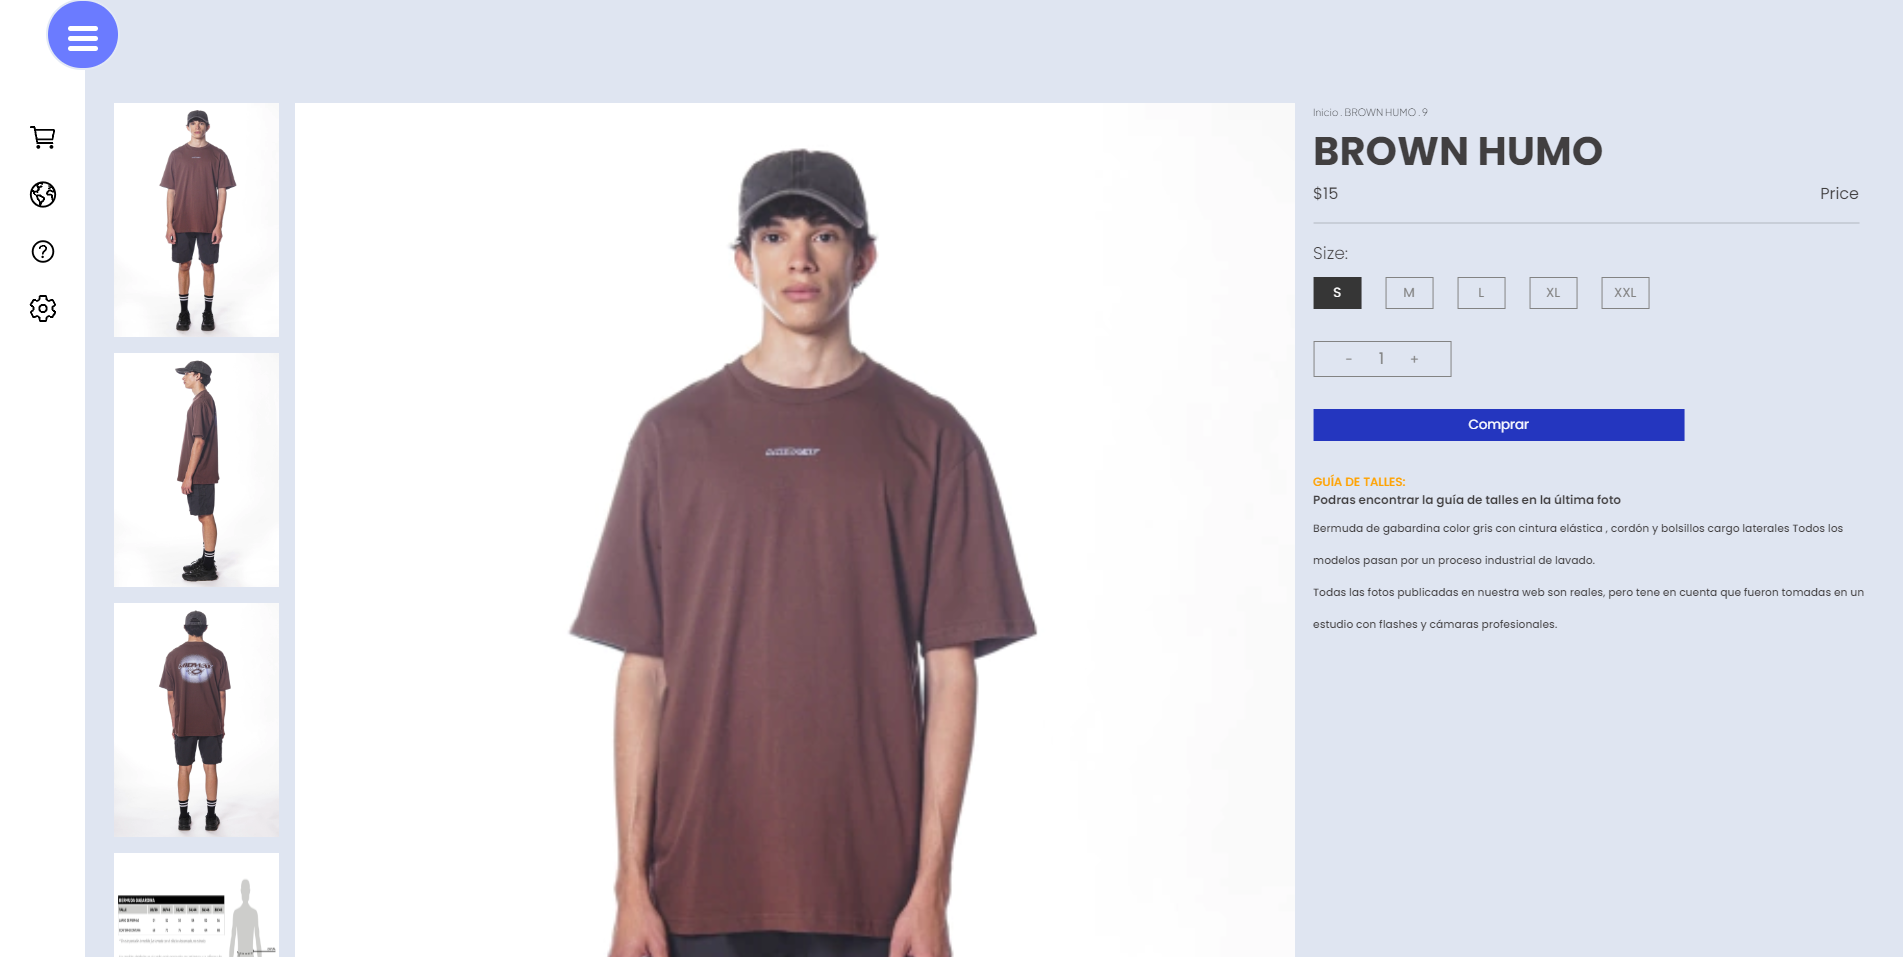 Inicio . BROWN HUMO . 9
BROWN HUMO
$15 Price
Size:
S M L XL XXL
- 1 +
Comprar
GUÍA DE TALLES:
Podras encontrar la guía de talles en la última foto
Bermuda de gabardina color gris con cintura elástica , cordón y bolsillos cargo laterales Todos los
modelos pasan por un proceso industrial de lavado.
Todas las fotos publicadas en nuestra web son reales, pero tene en cuenta que fueron tomadas en un
estudio con flashes y cámaras profesionales.
BERMUDA GABARDINA
TALLE